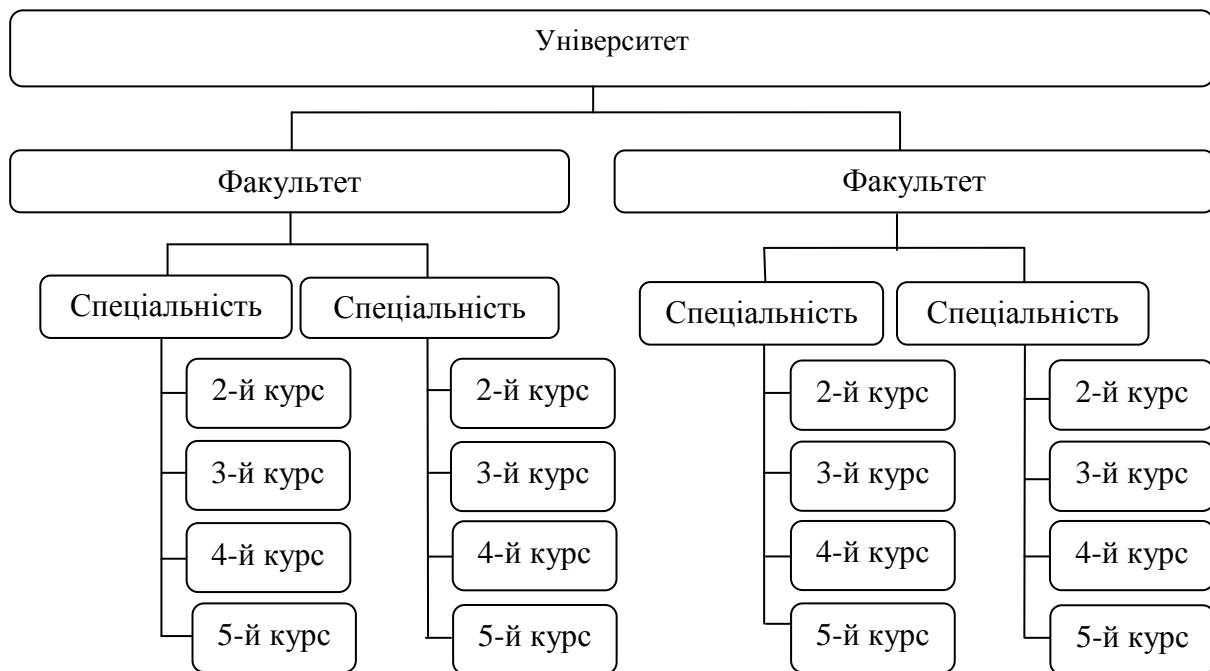 Університет
Факультет
Факультет
Спеціальність
Спеціальність
Спеціальність
Спеціальність
2-й курс
2-й курс
2-й курс
2-й курс
3-й курс
3-й курс
3-й курс
3-й курс
4-й курс
4-й курс
4-й курс
4-й курс
5-й курс
5-й курс
5-й курс
5-й курс